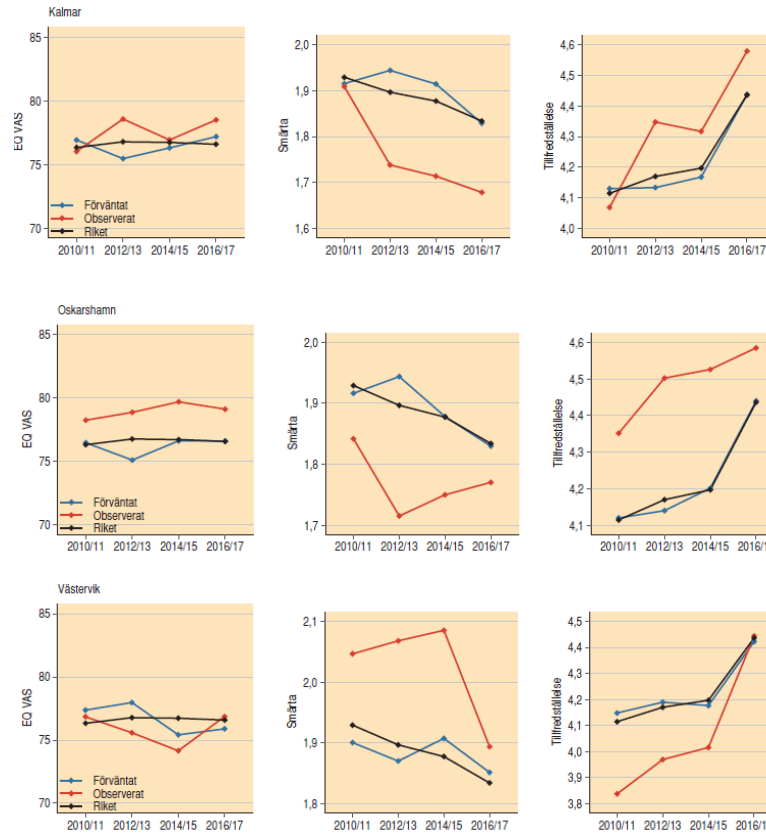 Kalmar
EQ VAS
85
80
75
70
Förväntat
Observerat
Riket
2010/11 2012/13 2014/15 2016/17
Smärta
2,0
1,9
1,8
1,7
1,6
2010/11 2012/13 2014/15 2016/17
Tillfredställelse
4,6
4,5
4,4
4,3
4,2
4,1
4,0
2010/11 2012/13 2014/15 2016/17
Oskarshamn
EQ VAS
85
80
75
70
Förväntat
Observerat
Riket
2010/11 2012/13 2014/15 2016/17
Smärta
2,0
1,9
1,8
1,7
2010/11 2012/13 2014/15 2016/17
Tillfredställelse
4,6
4,5
4,4
4,3
4,2
4,1
2010/11 2012/13 2014/15 2016/1
Västervik
EQ VAS
85
80
75
70
Förväntat
Observerat
Riket
2010/11 2012/13 2014/15 2016/17
Smärta
2,1
2,0
1,9
1,8
2010/11 2012/13 2014/15 2016/17
Tillfredställelse
4,5
4,4
4,3
4,2
4,1
4,0
3,9
3,8
2010/11 2012/13 2014/15 2016/1